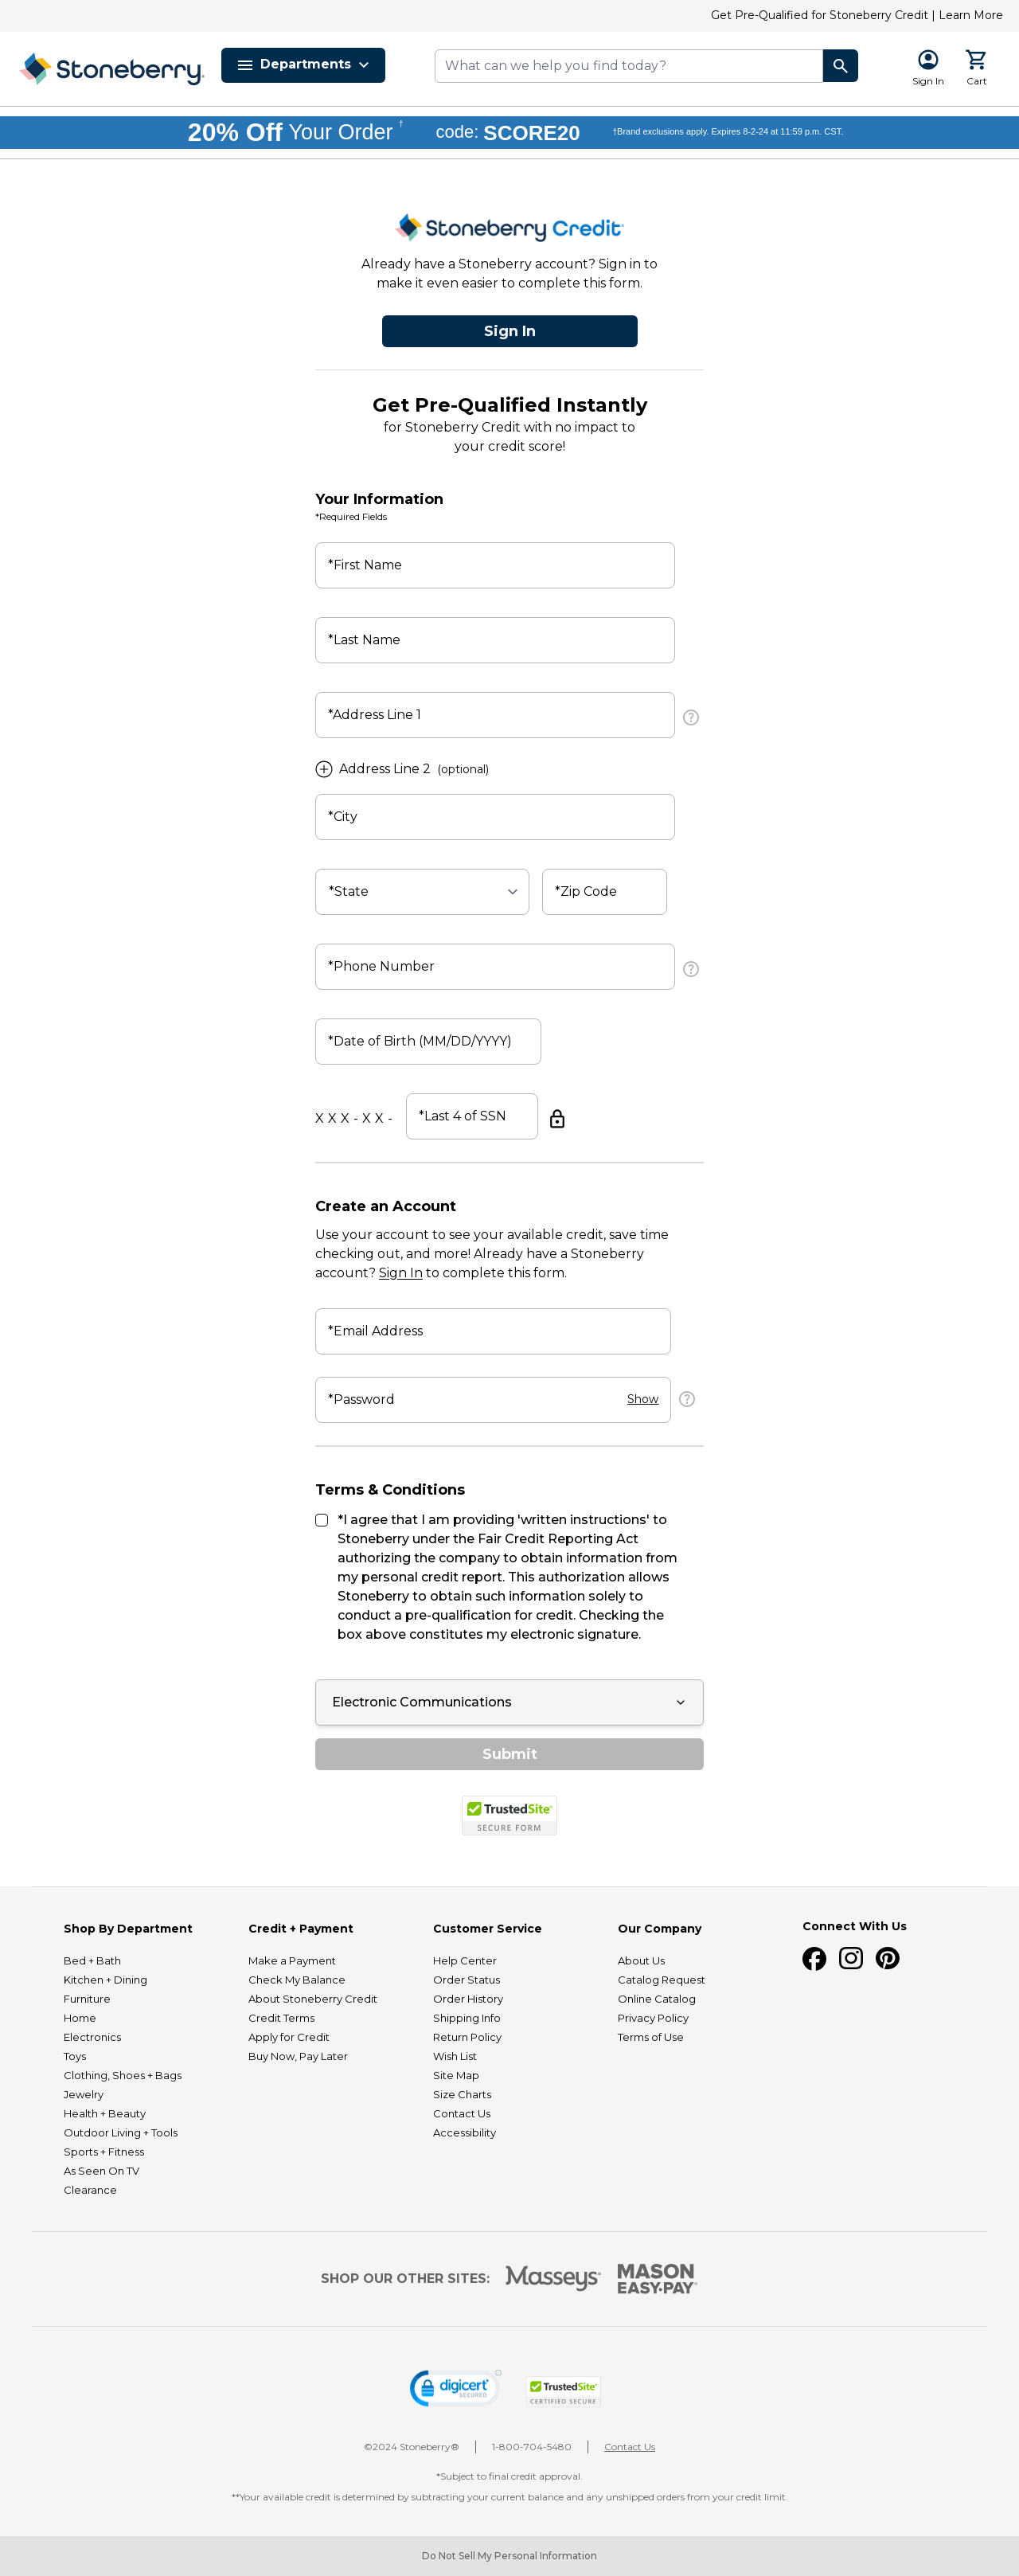 Get Pre-Qualified for Stoneberry Credit | Learn More
Stoneberry
Departments
What can we help you find today?
Sign In
Cart
20% Off Your Order † code: SCORE20 †Brand exclusions apply. Expires 8-2-24 at 11:59 p.m. CST.
Stoneberry Credit
Already have a Stoneberry account? Sign in to
make it even easier to complete this form.
Sign In
Get Pre-Qualified Instantly
for Stoneberry Credit with no impact to
your credit score!
Your Information
*Required Fields
*First Name
*Last Name
*Address Line 1
Address Line 2 (optional)
*City
*State
*Zip Code
*Phone Number
*Date of Birth (MM/DD/YYYY)
X X X - X X -
*Last 4 of SSN
Create an Account
Use your account to see your available credit, save time
checking out, and more! Already have a Stoneberry
account? Sign In to complete this form.
*Email Address
*Password
Show
Terms & Conditions
*I agree that I am providing 'written instructions' to
Stoneberry under the Fair Credit Reporting Act
authorizing the company to obtain information from
my personal credit report. This authorization allows
Stoneberry to obtain such information solely to
conduct a pre-qualification for credit. Checking the
box above constitutes my electronic signature.
Electronic Communications
Submit
TrustedSite
SECURE FORM
Shop By Department
Bed + Bath
Kitchen + Dining
Furniture
Home
Electronics
Toys
Clothing, Shoes + Bags
Jewelry
Health + Beauty
Outdoor Living + Tools
Sports + Fitness
As Seen On TV
Clearance
Credit + Payment
Make a Payment
Check My Balance
About Stoneberry Credit
Credit Terms
Apply for Credit
Buy Now, Pay Later
Customer Service
Help Center
Order Status
Order History
Shipping Info
Return Policy
Wish List
Site Map
Size Charts
Contact Us
Accessibility
Our Company
About Us
Catalog Request
Online Catalog
Privacy Policy
Terms of Use
Connect With Us
SHOP OUR OTHER SITES:
Masseys
MASON
EASY•PAY
digicert
SECURED
TrustedSite
CERTIFIED SECURE
©2024 Stoneberry®
1-800-704-5480
Contact Us
*Subject to final credit approval.
**Your available credit is determined by subtracting your current balance and any unshipped orders from your credit limit.
Do Not Sell My Personal Information